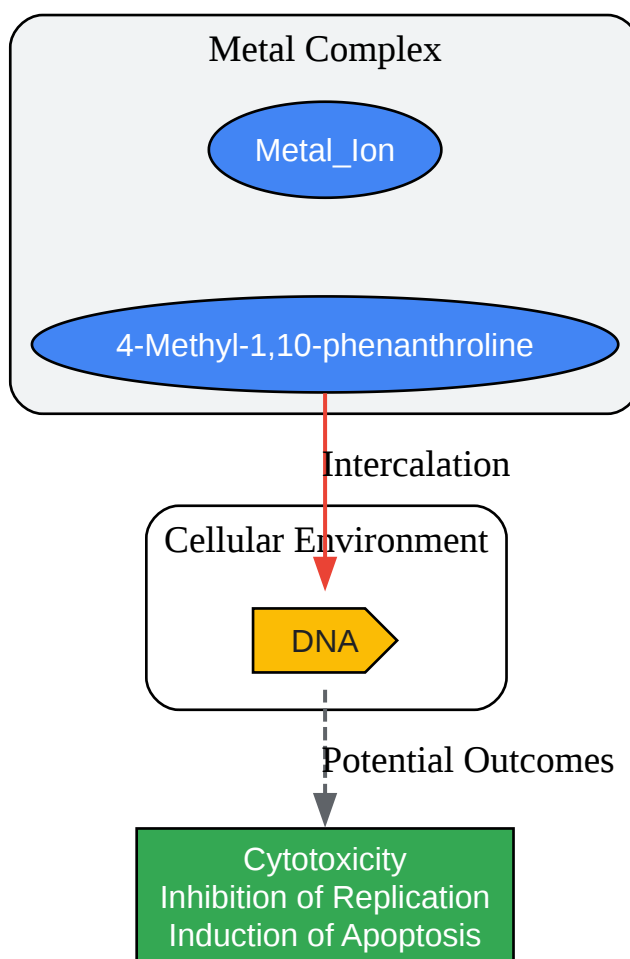 Metal Complex
Metal_Ion
4-Methyl-1,10-phenanthroline
Intercalation
Cellular Environment
DNA
Potential Outcomes
Cytotoxicity
Inhibition of Replication
Induction of Apoptosis